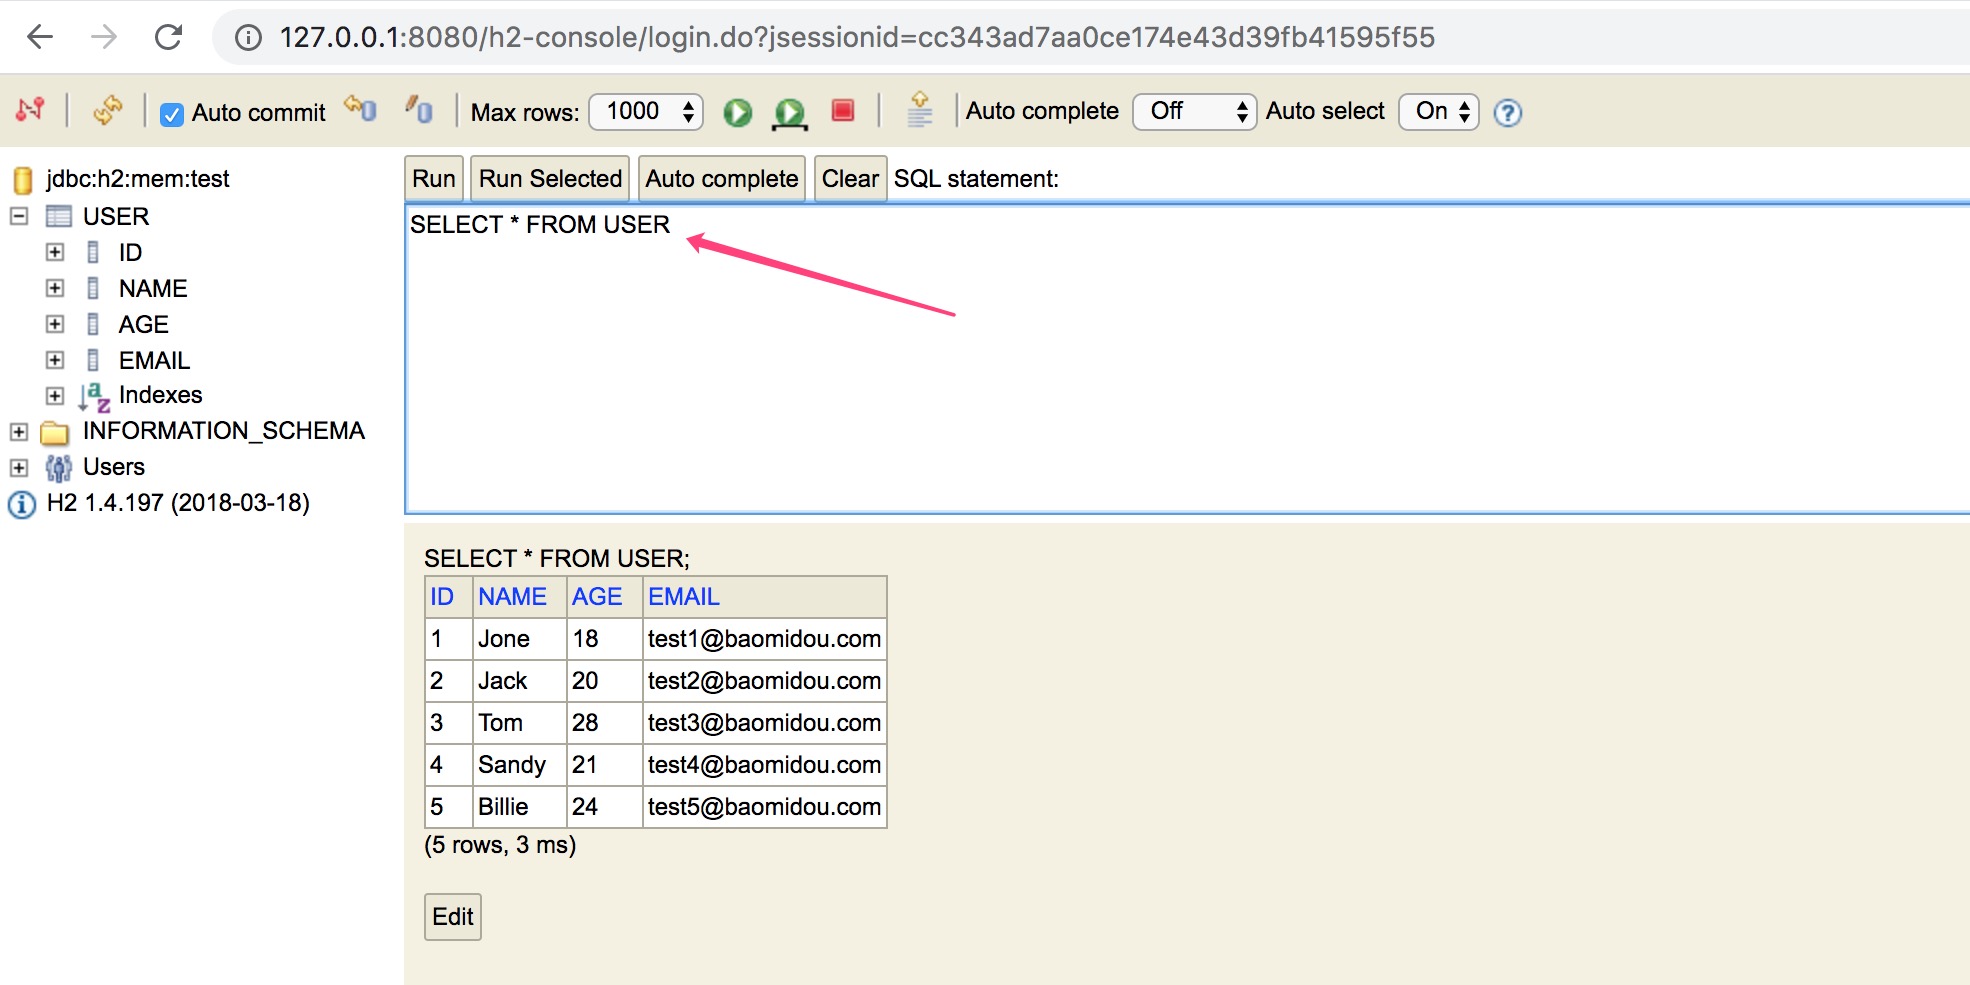 127.0.0.1:8080/h2-console/login.do?jsessionid=cc343ad7aa0ce174e43d39fb41595f55
Auto commit Max rows: 1000 Auto complete Off Auto select On
jdbc:h2:mem:test
USER
ID
NAME
AGE
EMAIL
Indexes
INFORMATION_SCHEMA
Users
H2 1.4.197 (2018-03-18)
Run Run Selected Auto complete Clear SQL statement:
SELECT * FROM USER
SELECT * FROM USER;
ID NAME AGE EMAIL
1 Jone 18 test1@baomidou.com
2 Jack 20 test2@baomidou.com
3 Tom 28 test3@baomidou.com
4 Sandy 21 test4@baomidou.com
5 Billie 24 test5@baomidou.com
(5 rows, 3 ms)
Edit